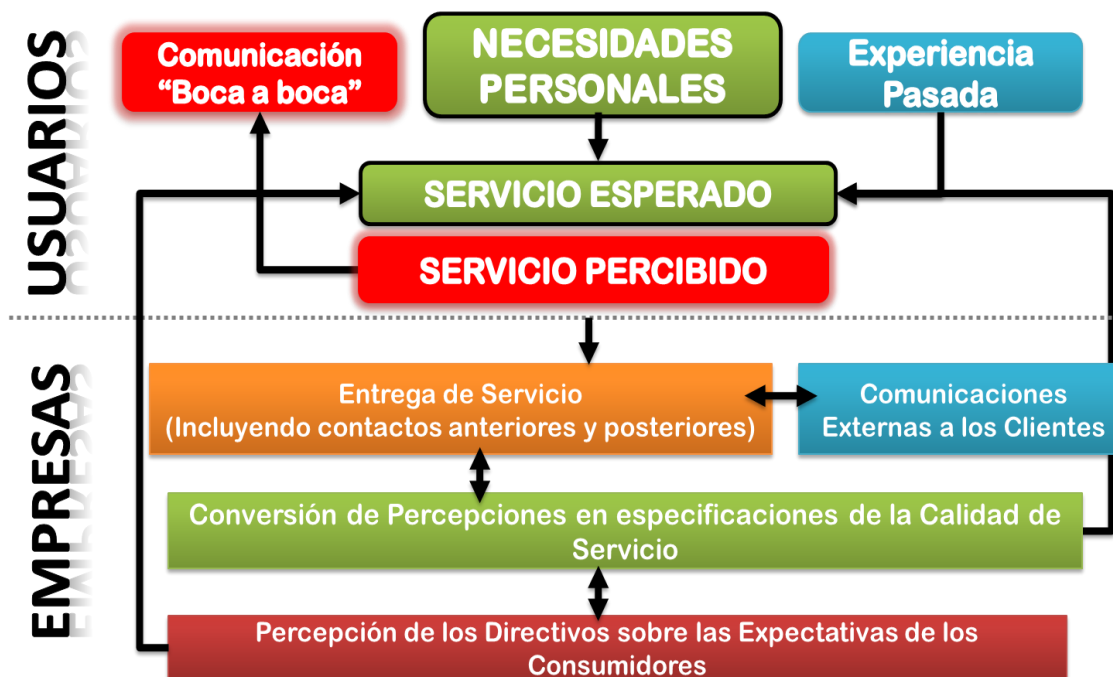 USUARIOS
Comunicación
“Boca a boca”
NECESIDADES
PERSONALES
Experiencia
Pasada
SERVICIO ESPERADO
SERVICIO PERCIBIDO
EMPRESAS
Entrega de Servicio
(Incluyendo contactos anteriores y posteriores)
Comunicaciones
Externas a los Clientes
Conversión de Percepciones en especificaciones de la Calidad de
Servicio
Percepción de los Directivos sobre las Expectativas de los
Consumidores